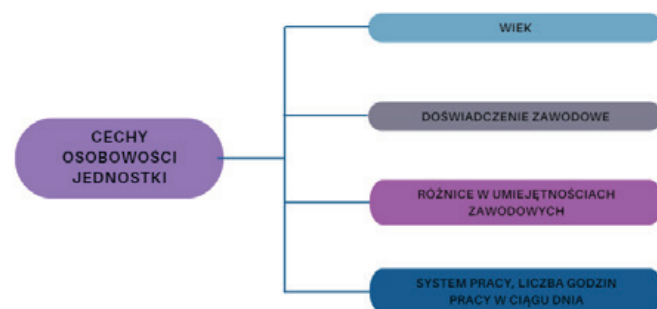 CECHY
OSOBOWOŚCI
JEDNOSTKI
WIEK
DOŚWIADCZENIE ZAWODOWE
RÓŻNICE W UMIEJĘTNOŚCIACH
ZAWODOWYCH
SYSTEM PRACY, LICZBA GODZIN
PRACY W CIĄGU DNIA